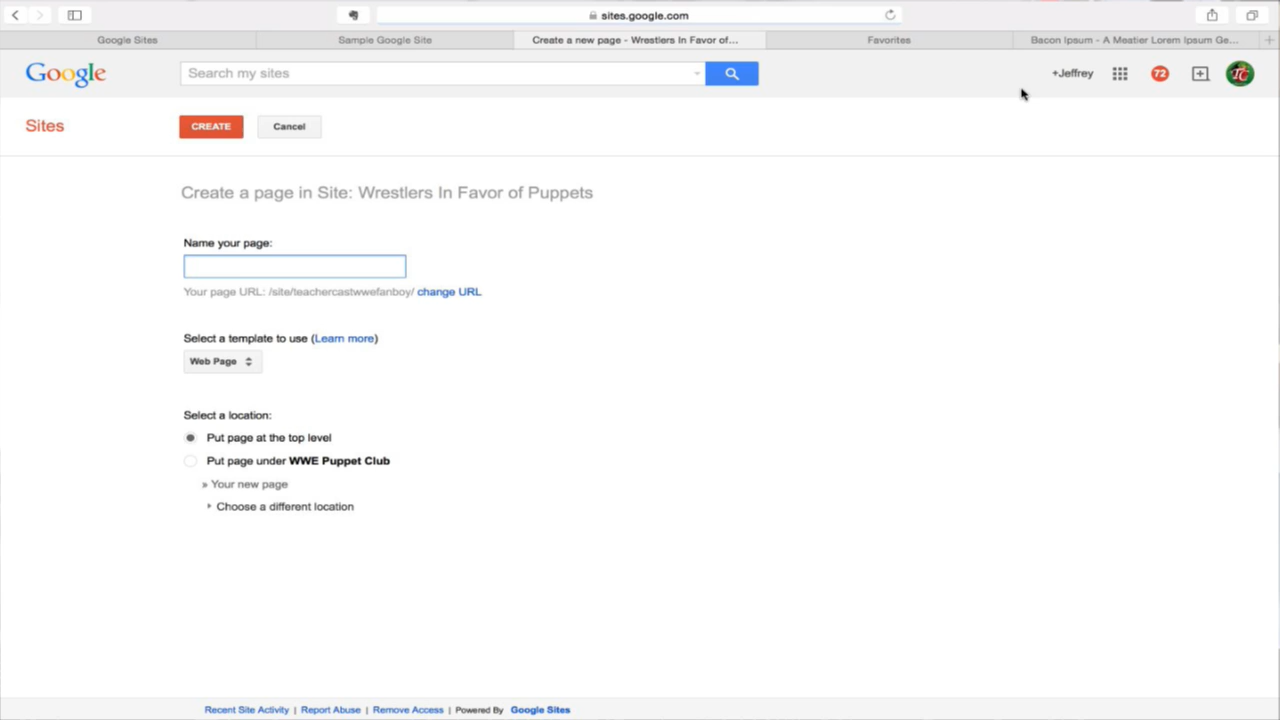 sites.google.com
Google Sites
Sample Google Site
Create a new page - Wrestlers In Favor of...
Favorites
Bacon Ipsum - A Meatier Lorem Ipsum Ge...
Google
Search my sites
+Jeffrey
72
TC
Sites
CREATE
Cancel
Create a page in Site: Wrestlers In Favor of Puppets
Name your page:
Your page URL: /site/teachercastwwefanboy/ change URL
Select a template to use (Learn more)
Web Page
Select a location:
Put page at the top level
Put page under WWE Puppet Club
» Your new page
Choose a different location
Recent Site Activity | Report Abuse | Remove Access | Powered By Google Sites